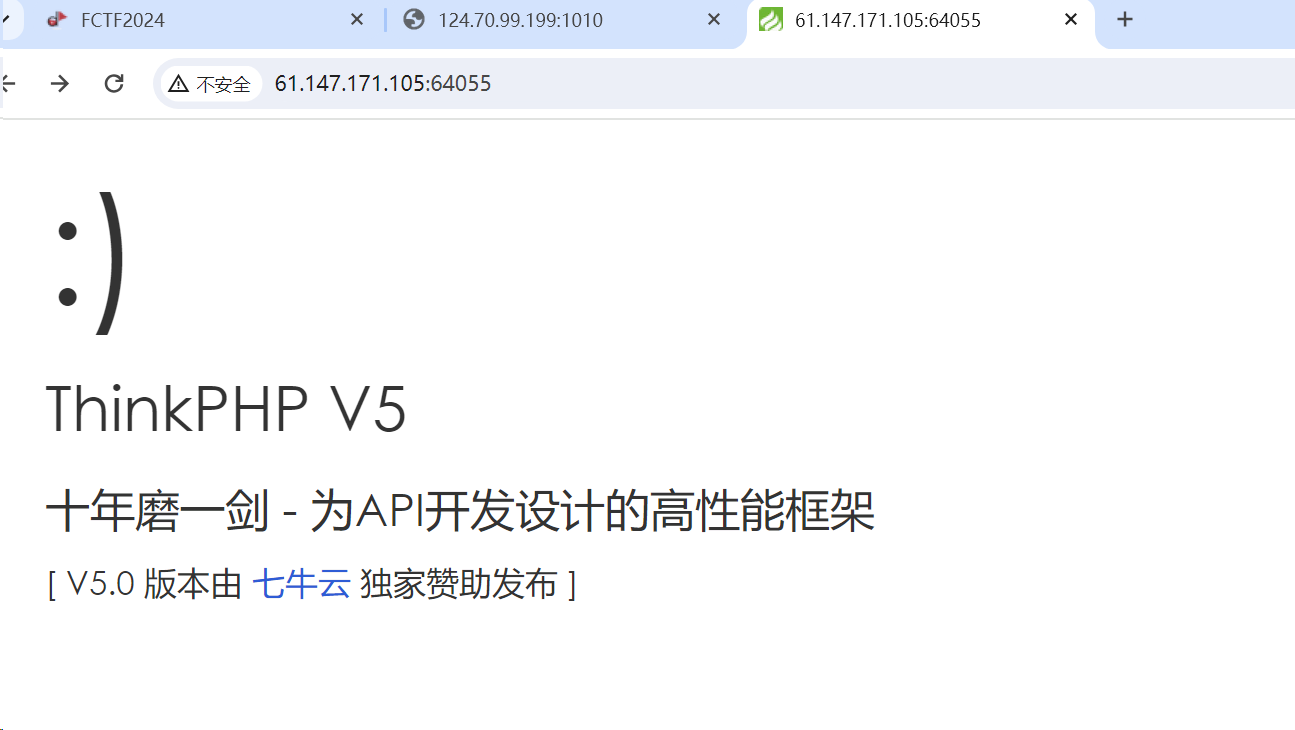 FCTF2024
124.70.99.199:1010
61.147.171.105:64055
不安全 61.147.171.105:64055
:)
ThinkPHP V5
十年磨一剑 - 为API开发设计的高性能框架
[ V5.0 版本由 七牛云 独家赞助发布 ]